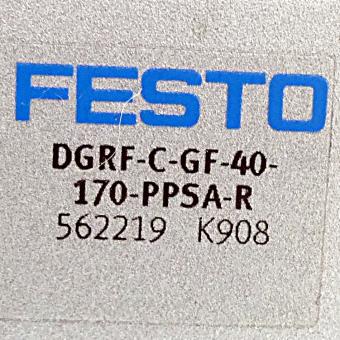 FESTO
DGRF-C-GF-40-
170-PPSA-R
562219 K908